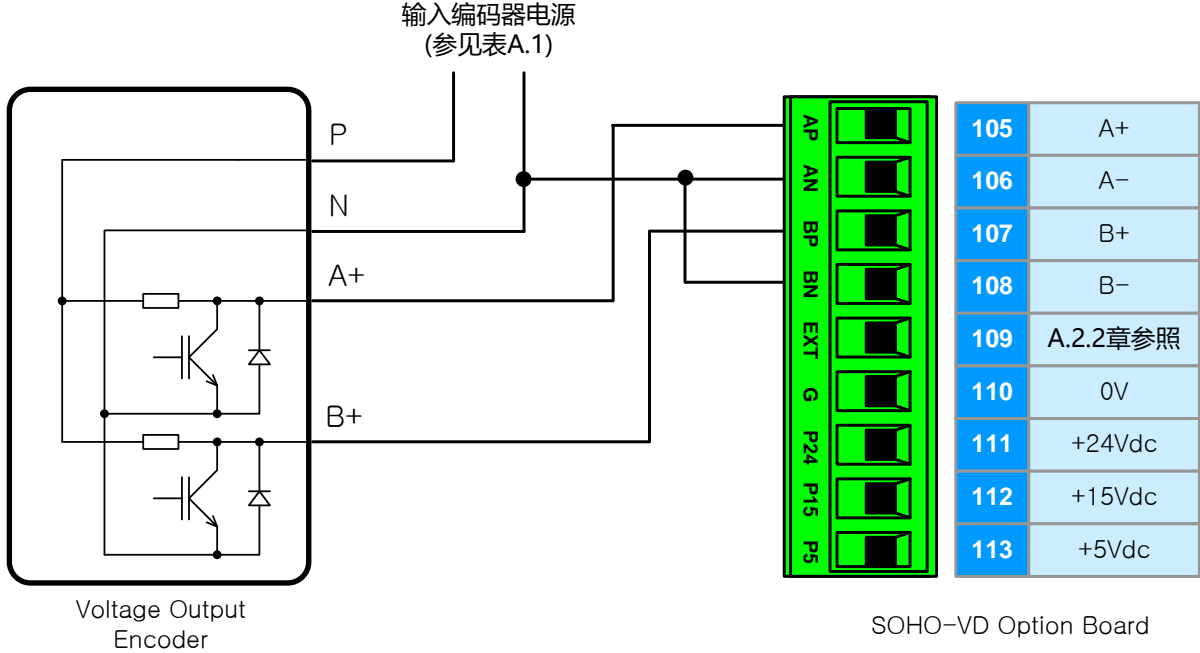 输入编码器电源
(参见表A.1)
P
N
A+
B+
Voltage Output
Encoder
AP
AN
BP
BN
EXT
G
P24
P15
P5
105 A+
106 A-
107 B+
108 B-
109 A.2.2章参照
110 0V
111 +24Vdc
112 +15Vdc
113 +5Vdc
SOHO-VD Option Board